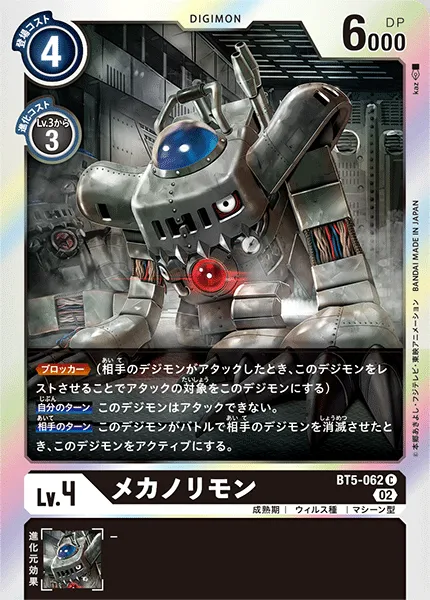 DIGIMON
登場コスト
4
DP
6000
進化コスト
Lv.3から
3
kaz
ブロッカー （相手のデジモンがアタックしたとき、このデジモンをレ
ストさせることでアタックの対象をこのデジモンにする）
自分のターン このデジモンはアタックできない。
相手のターン このデジモンがバトルで相手のデジモンを消滅させたと
き、このデジモンをアクティブにする。
©本郷あきよし・フジテレビ・東映アニメーション BANDAI MADE IN JAPAN
Lv.4
メカノリモン
BT5-062 C
02
成熟期 | ウィルス種 | マシーン型
進化元効果
-